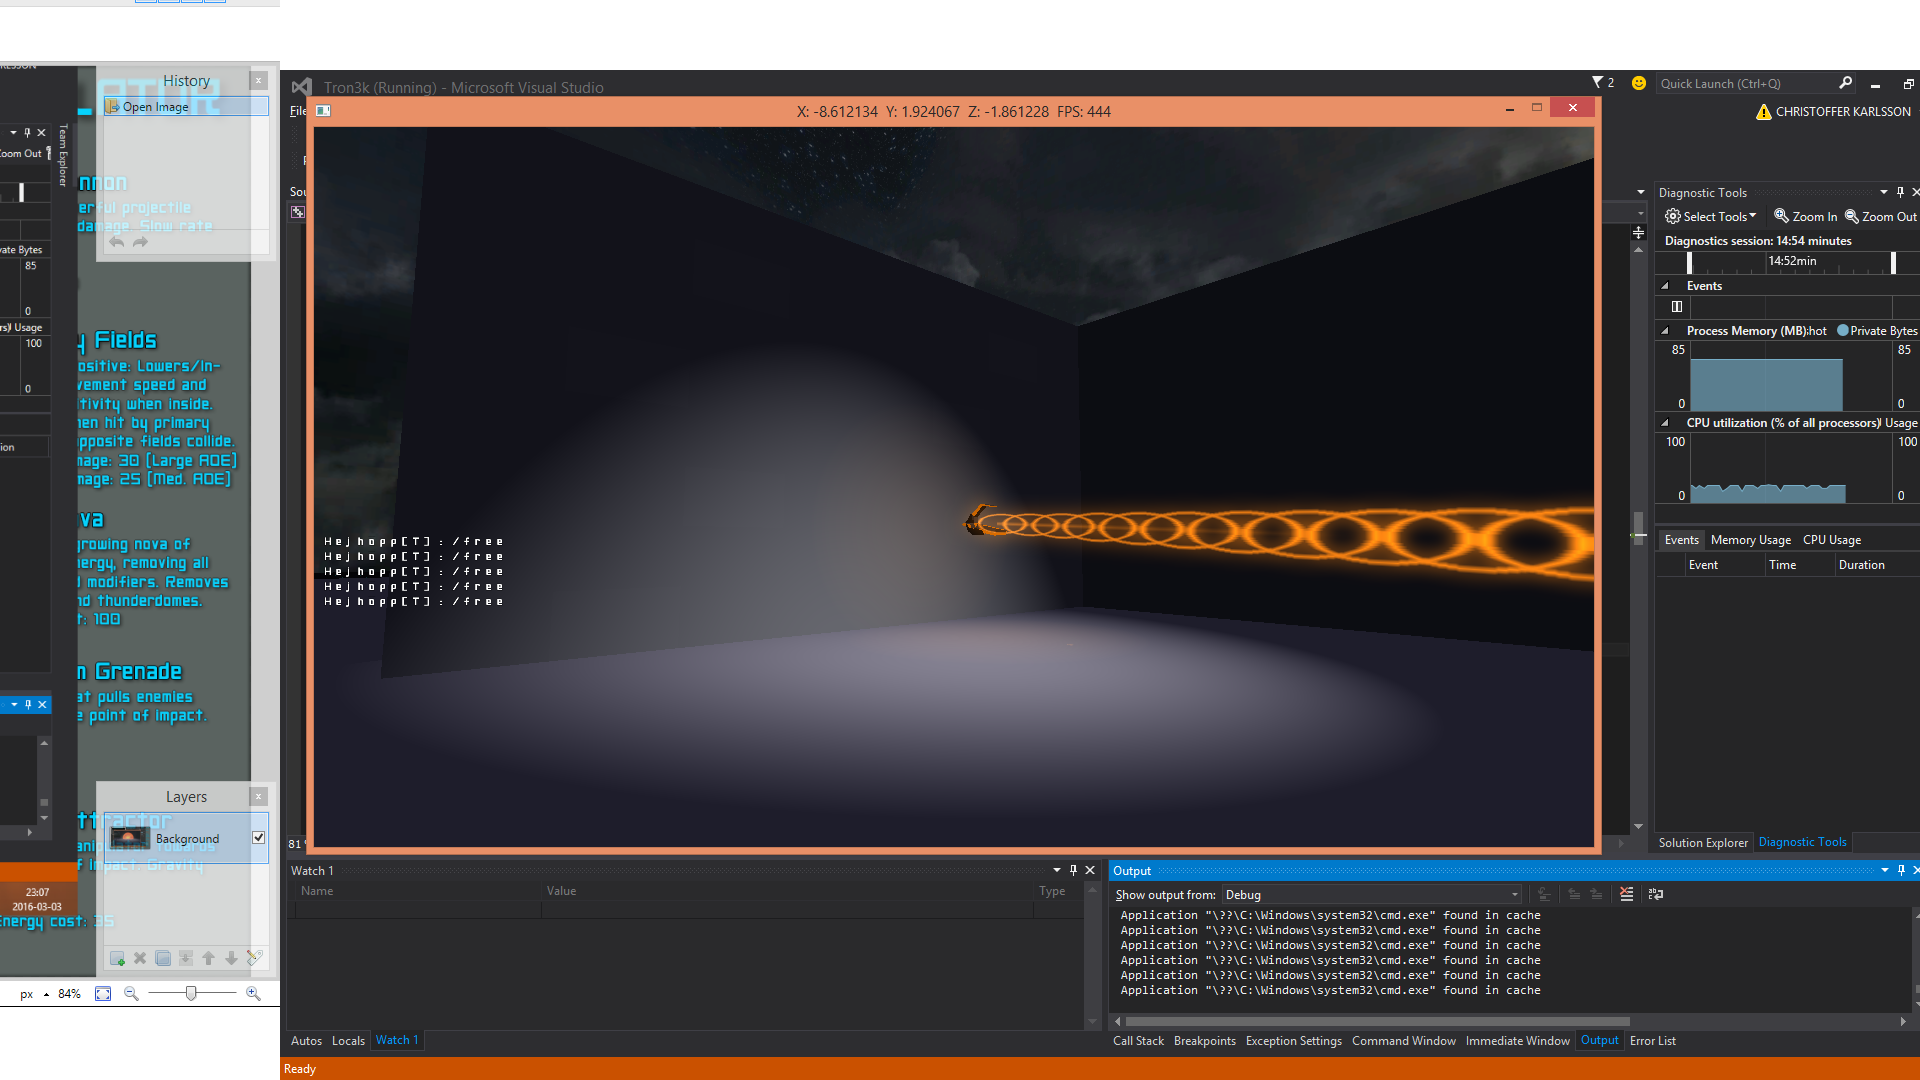 History
Open Image
Team Explorer
Zoom Out
vate Bytes
85
0
Usage
100
0
nnon
erful projectile
damage. Slow rate
y Fields
ositive: Lowers/In-
vement speed and
tivity when inside.
hen hit by primary
opposite fields collide.
mage: 30 [Large AOE]
mage: 25 [Med. AOE]
va
growing nova of
nergy, removing all
d modifiers. Removes
nd thunderdomes.
t: 100
m Grenade
at pulls enemies
e point of impact.
Layers
Background
ttractor
f Impact. Gravity
Energy cost: 35
23:07
2016-03-03
px
84%
Tron3k (Running) - Microsoft Visual Studio
2
Quick Launch (Ctrl+Q)
CHRISTOFFER KARLSSON
File
X: -8.612134 Y: 1.924067 Z: -1.861228 FPS: 444
Sou
Hejhopp[T]:/free
Hejhopp[T]:/free
Hejhopp[T]:/free
Hejhopp[T]:/free
Hejhopp[T]:/free
81
Diagnostic Tools
Select Tools
Zoom In
Zoom Out
Diagnostics session: 14:54 minutes
14:52min
Events
Process Memory (MB)
Private Bytes
85
85
0
0
CPU utilization (% of all processors)
Usage
100
100
0
0
Events Memory Usage CPU Usage
Event Time Duration
Solution Explorer Diagnostic Tools
Watch 1
Name Value Type
Autos Locals Watch 1
Output
Show output from: Debug
Application "\??\C:\Windows\system32\cmd.exe" found in cache
Application "\??\C:\Windows\system32\cmd.exe" found in cache
Application "\??\C:\Windows\system32\cmd.exe" found in cache
Application "\??\C:\Windows\system32\cmd.exe" found in cache
Application "\??\C:\Windows\system32\cmd.exe" found in cache
Application "\??\C:\Windows\system32\cmd.exe" found in cache
Call Stack Breakpoints Exception Settings Command Window Immediate Window Output Error List
Ready